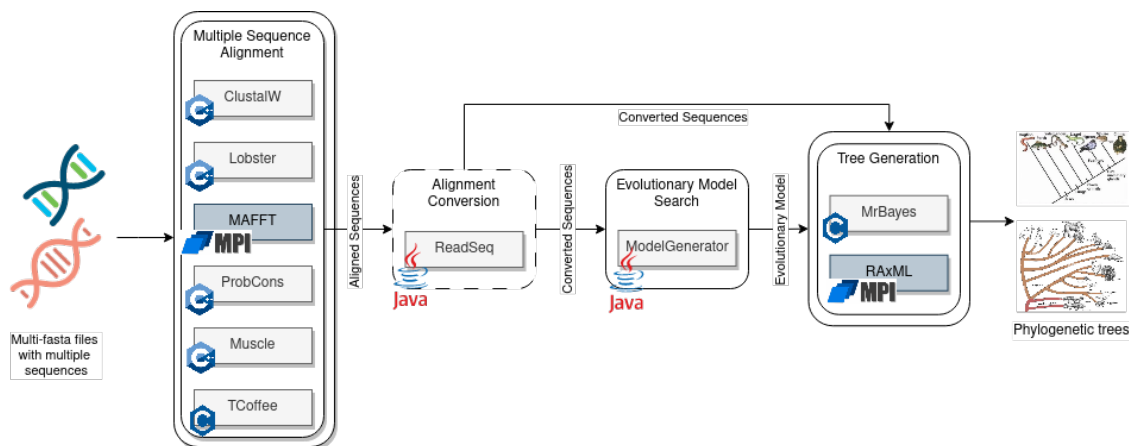 Multiple Sequence
Alignment
ClustalW
Lobster
MAFFT
MPI
ProbCons
Muscle
TCoffee
Multi-fasta files
with multiple
sequences
Aligned Sequences
Alignment
Conversion
ReadSeq
Java
Converted Sequences
Converted Sequences
Evolutionary Model
Search
ModelGenerator
Java
Evolutionary Model
Tree Generation
MrBayes
RAxML
MPI
Phylogenetic trees